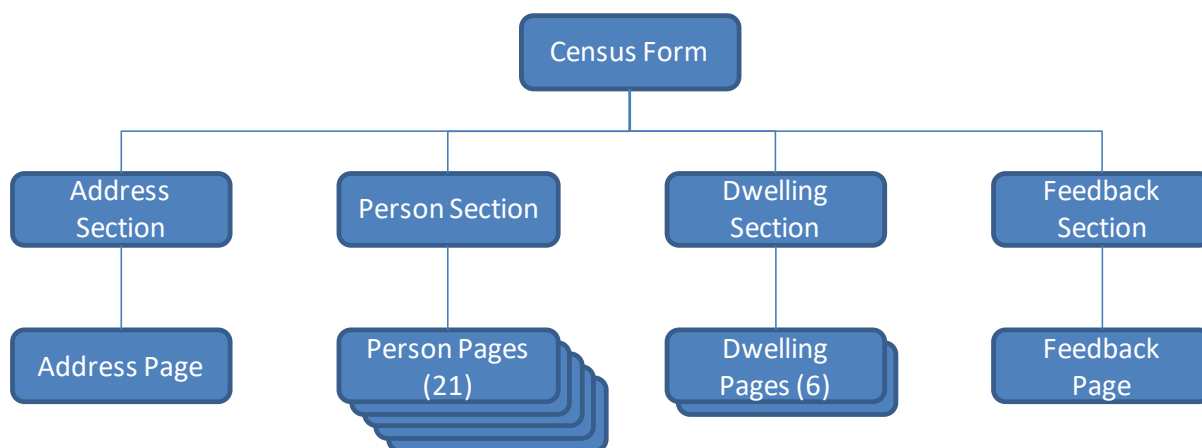 Census Form
Address
Section
Person Section
Dwelling
Section
Feedback
Section
Address Page
Person Pages
(21)
Dwelling
Pages (6)
Feedback
Page